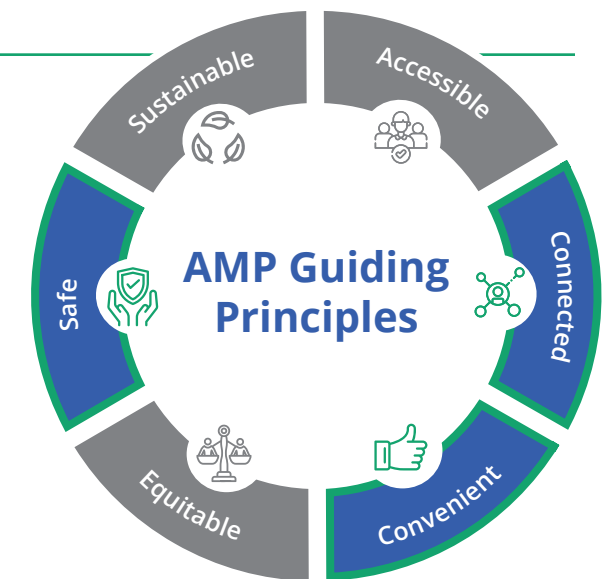 Sustainable
Accessible
Safe
AMP Guiding
Principles
Connected
Equitable
Convenient